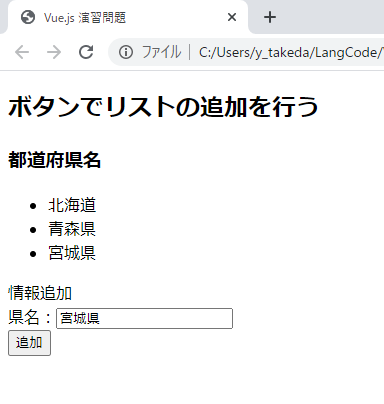 Vue.js 演習問題
ファイル | C:/Users/y_takeda/LangCode/
ボタンでリストの追加を行う
都道府県名
北海道
青森県
宮城県
情報追加
県名：宮城県
追加